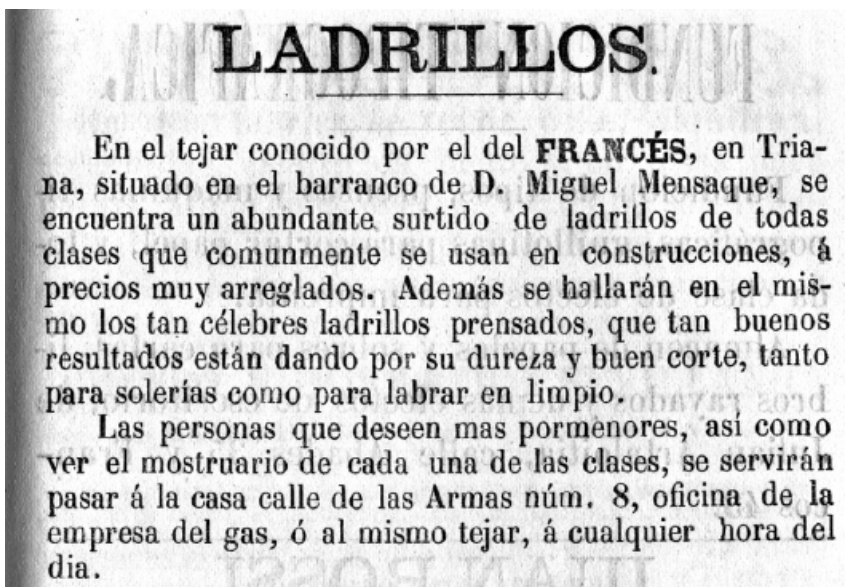 LADRILLOS.
En el tejar conocido por el del FRANCÉS, en Tria-
na, situado en el barranco de D. Miguel Mensaque, se
encuentra un abundante surtido de ladrillos de todas
clases que comunmente se usan en construcciones, á
precios muy arreglados. Además se hallarán en el mis-
mo los tan célebres ladrillos prensados, que tan buenos
resultados están dando por su dureza y buen corte, tanto
para solerías como para labrar en limpio.
Las personas que deseen mas pormenores, así como
ver el mostruario de cada una de las clases, se servirán
pasar á la casa calle de las Armas núm. 8, oficina de la
empresa del gas, ó al mismo tejar, á cualquier hora del
dia.